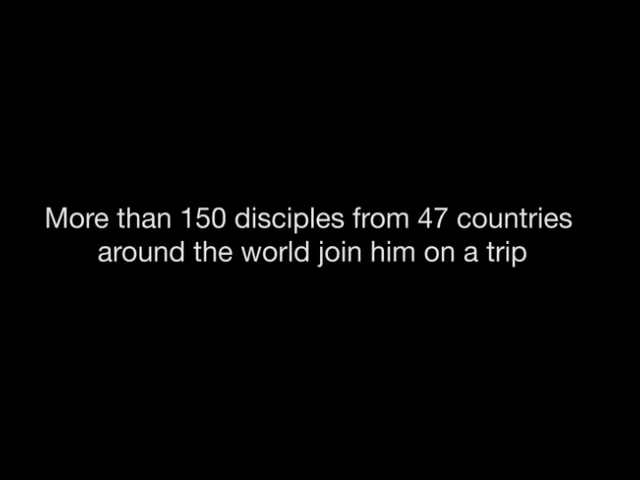 More than 150 disciples from 47 countries
around the world join him on a trip